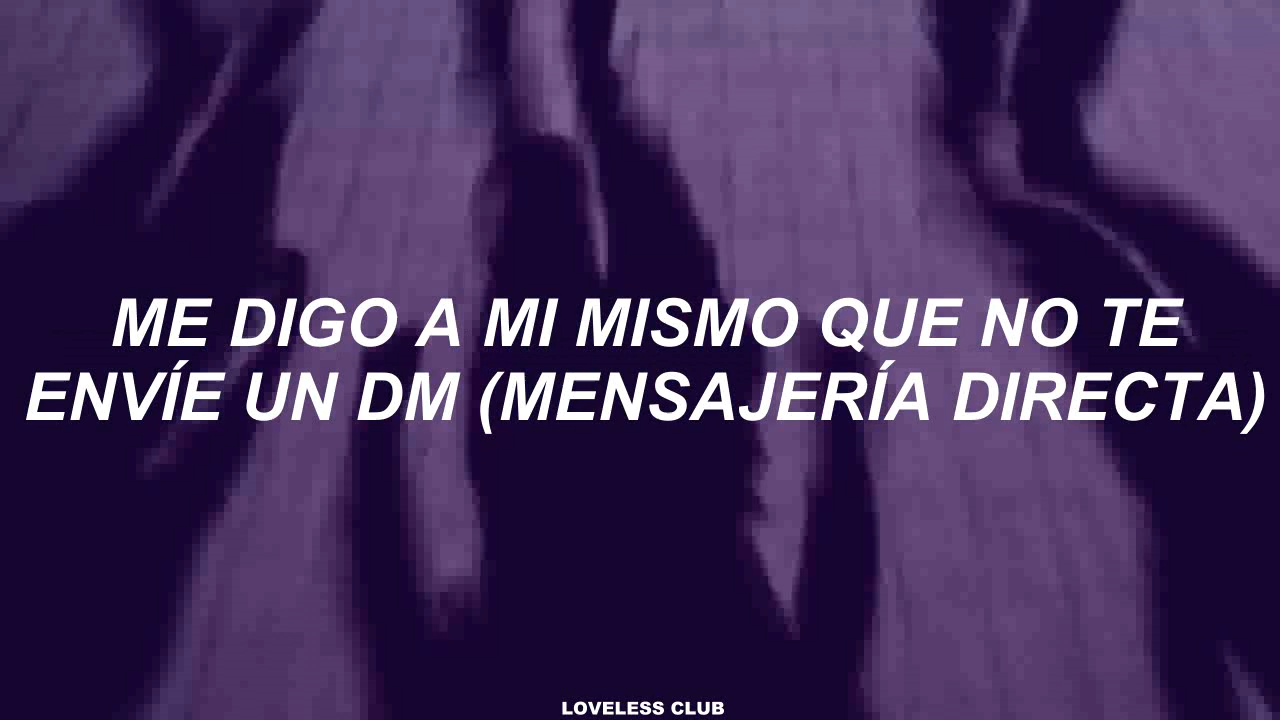 ME DIGO A MI MISMO QUE NO TE
ENVÍE UN DM (MENSAJERÍA DIRECTA)
LOVELESS CLUB